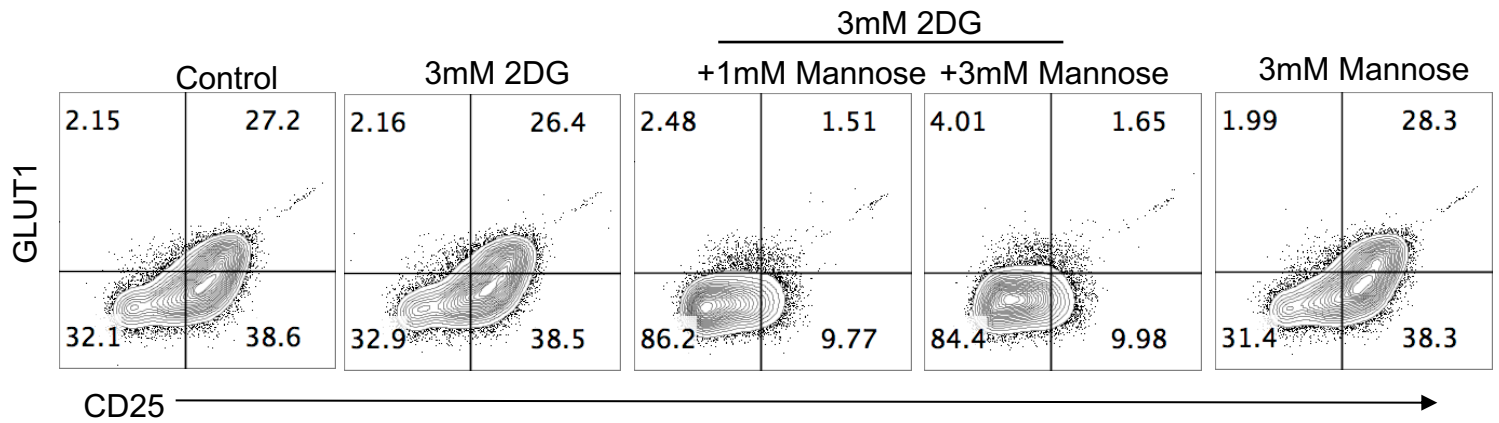 3mM 2DG
Control
3mM 2DG
+1mM Mannose
+3mM Mannose
3mM Mannose
GLUT1
2.15 27.2
32.1 38.6
2.16 26.4
32.9 38.5
2.48 1.51
86.2 9.77
4.01 1.65
84.4 9.98
1.99 28.3
31.4 38.3
CD25